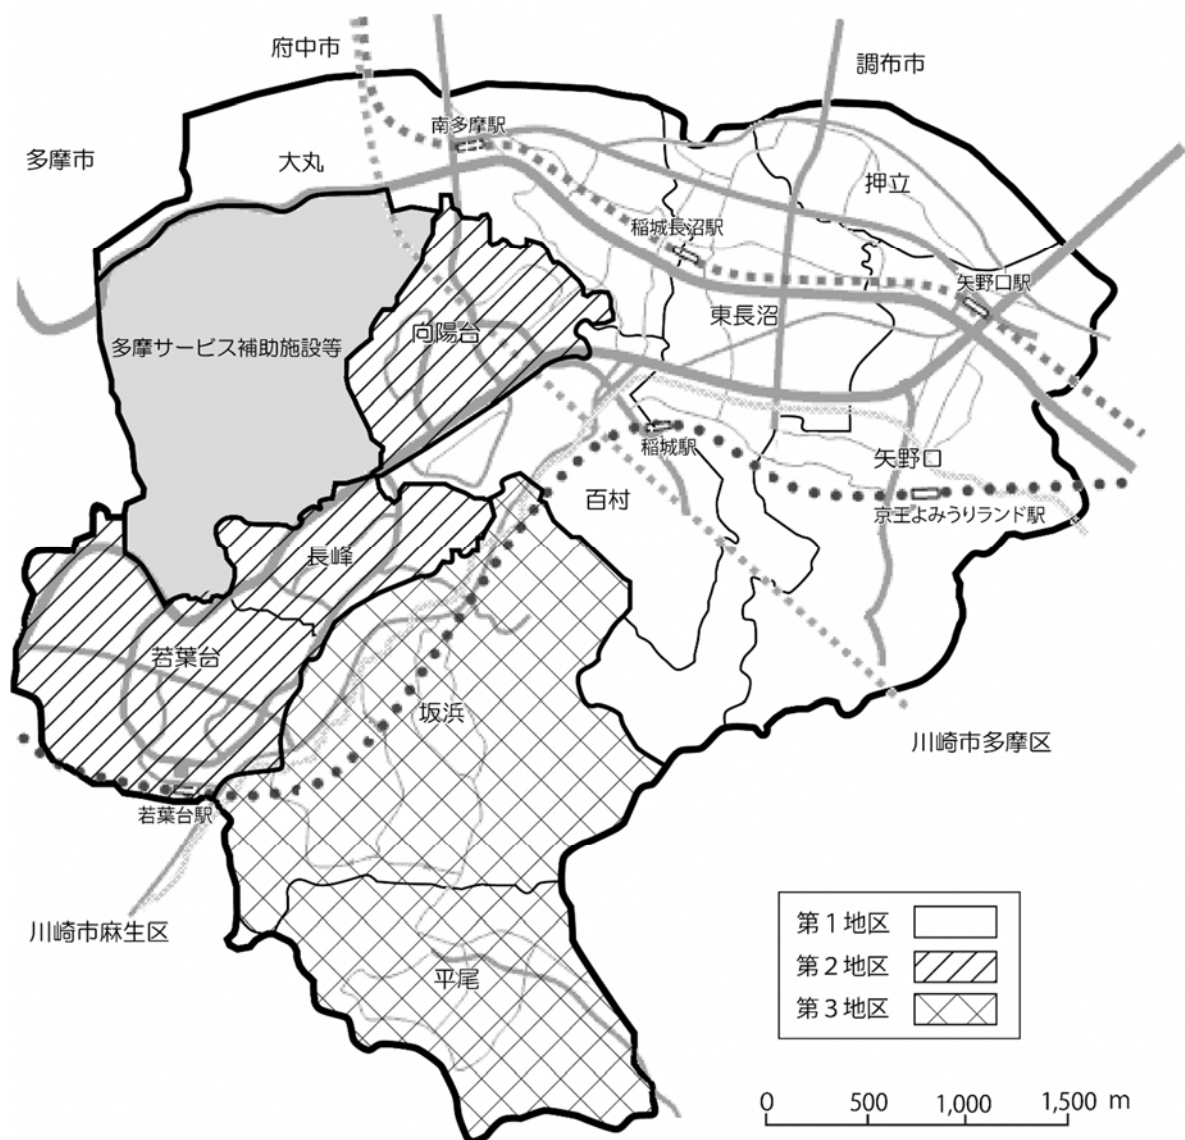 府中市
調布市
南多摩駅
多摩市
大丸
押立
稲城長沼駅
矢野口駅
東長沼
向陽台
多摩サービス補助施設等
稲城駅
矢野口
百村
京王よみうりランド駅
長峰
若葉台
坂浜
川崎市多摩区
若葉台駅
川崎市麻生区
平尾
第1地区
第2地区
第3地区
0 500 1,000 1,500 m